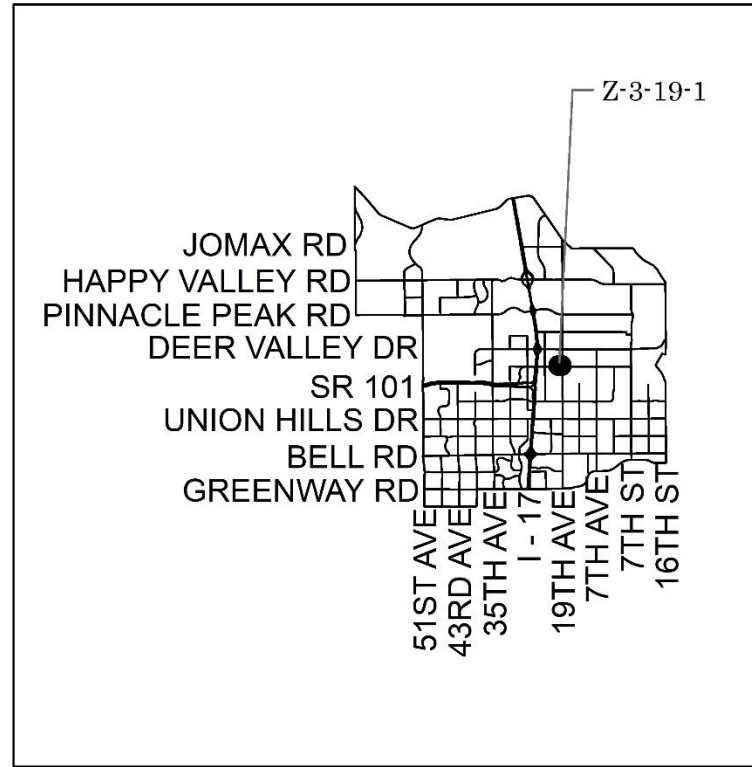 Z-3-19-1
JOMAX RD
HAPPY VALLEY RD
PINNACLE PEAK RD
DEER VALLEY DR
SR 101
UNION HILLS DR
BELL RD
GREENWAY RD
51ST AVE
43RD AVE
35TH AVE
I - 17
19TH AVE
7TH AVE
7TH ST
16TH ST